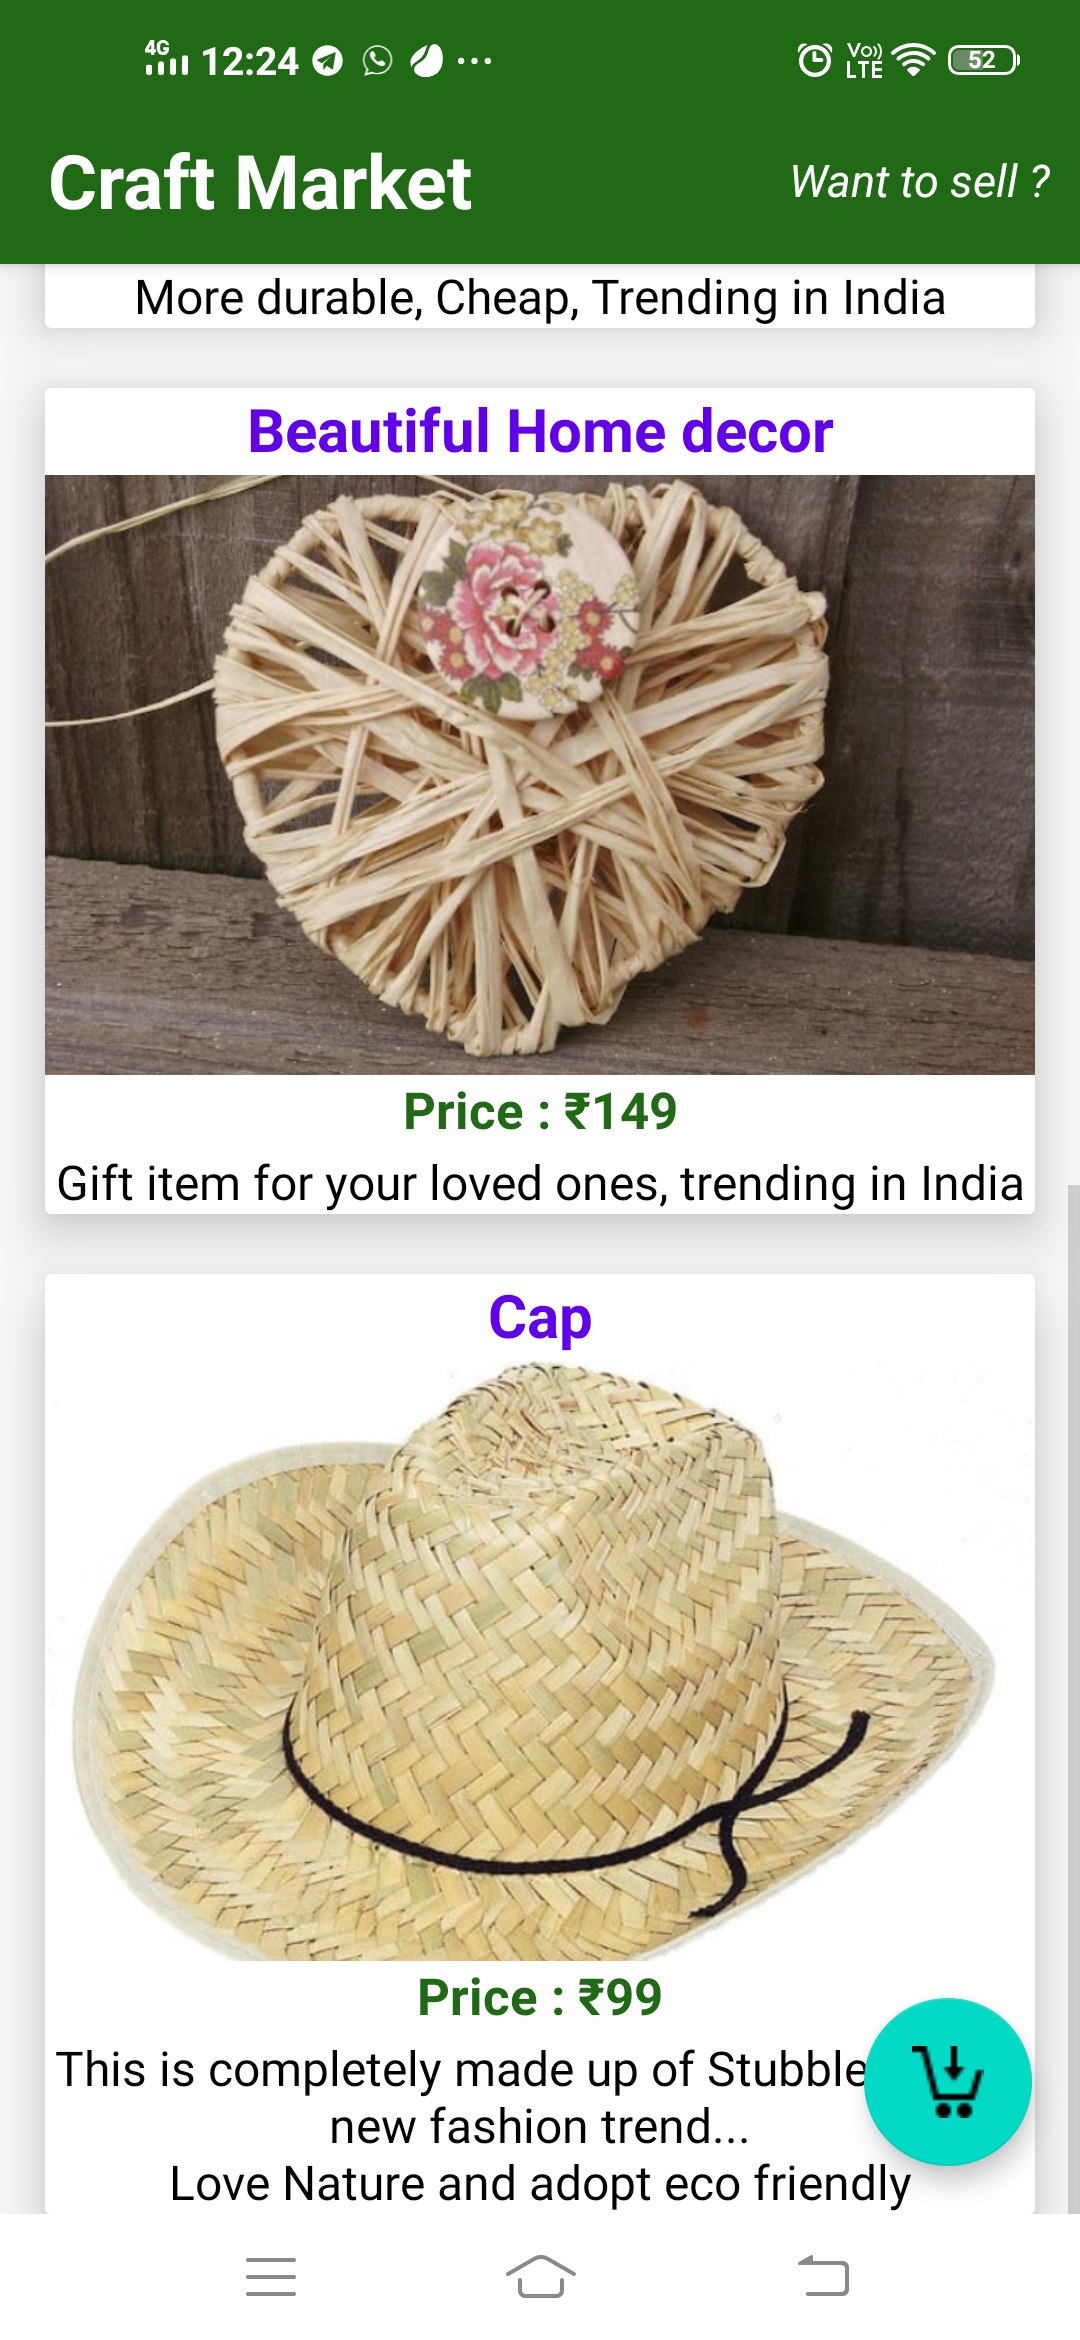 4G 12:24 Vo)) LTE 52
Craft Market
Want to sell ?
More durable, Cheap, Trending in India
Beautiful Home decor
Price : ₹149
Gift item for your loved ones, trending in India
Cap
Price : ₹99
This is completely made up of Stubble
new fashion trend...
Love Nature and adopt eco friendly